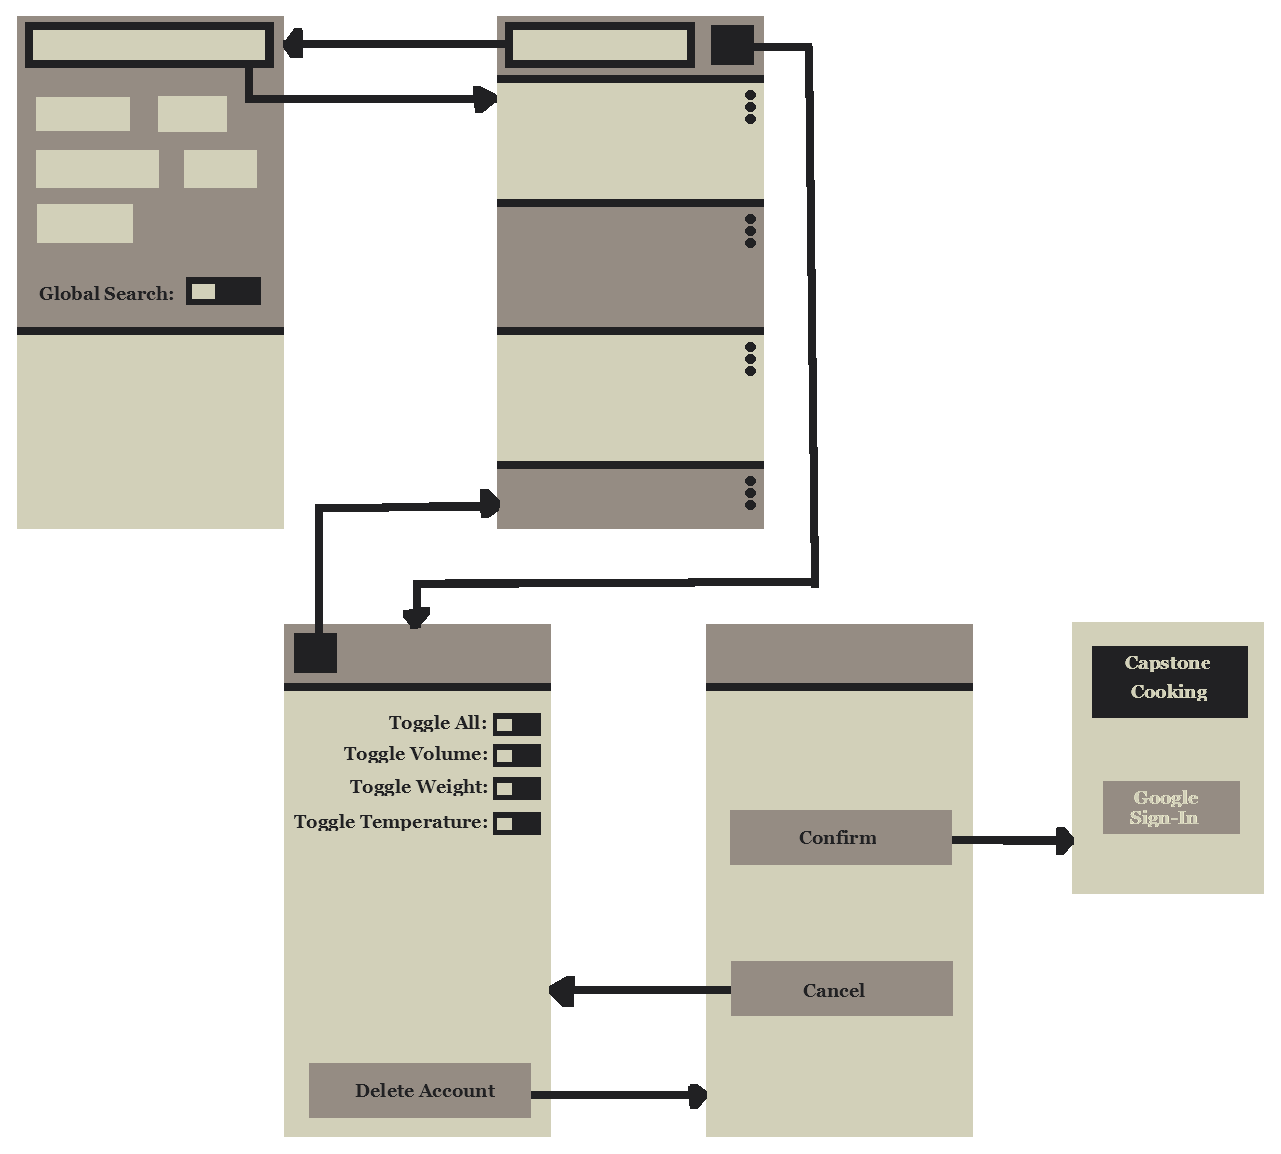 Global Search:
Toggle All:
Toggle Volume:
Toggle Weight:
Toggle Temperature:
Delete Account
Confirm
Cancel
Capstone
Cooking
Google
Sign-In